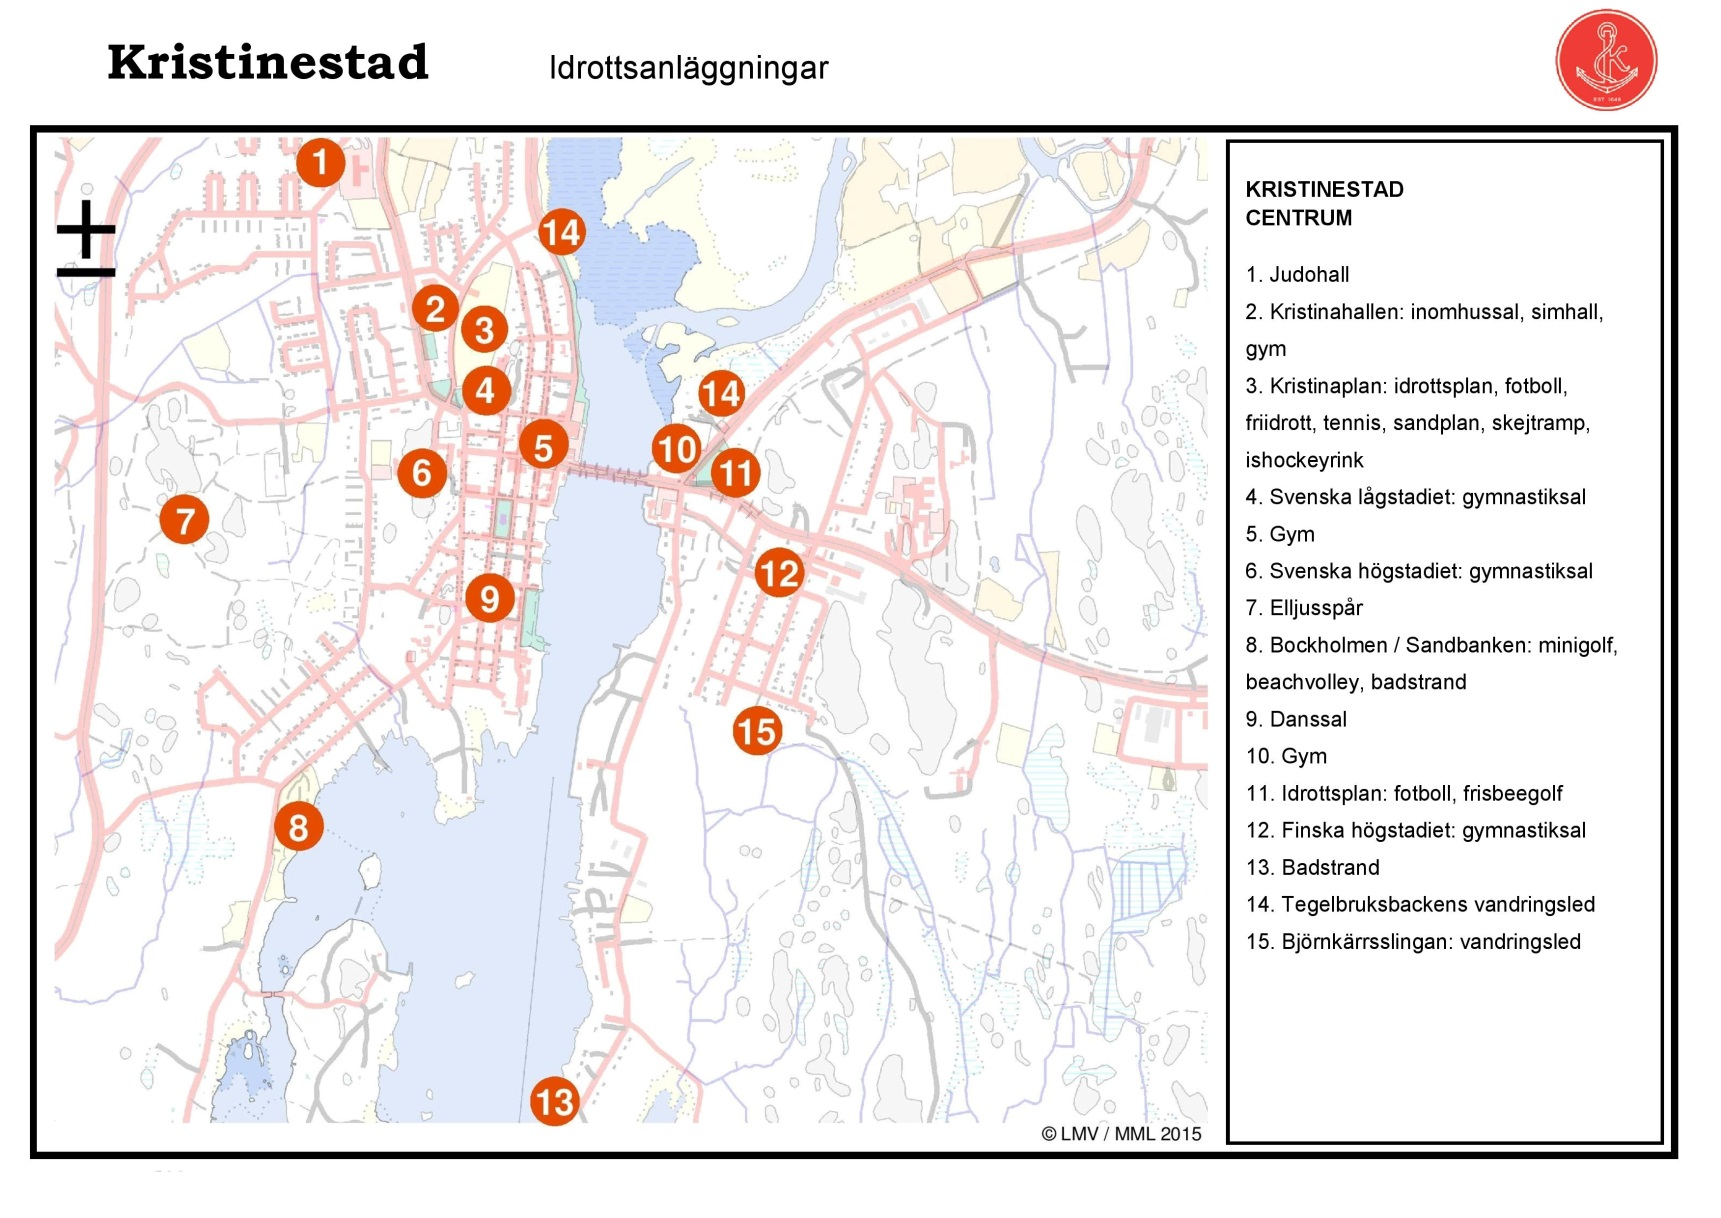 Kristinestad
Idrottsanläggningar
K
EST 1649
KRISTINESTAD
CENTRUM
1. Judohall
2. Kristinahallen: inomhussal, simhall,
gym
3. Kristinaplan: idrottsplan, fotboll,
friidrott, tennis, sandplan, skejtramp,
ishockeyrink
4. Svenska lågstadiet: gymnastiksal
5. Gym
6. Svenska högstadiet: gymnastiksal
7. Elljusspår
8. Bockholmen / Sandbanken: minigolf,
beachvolley, badstrand
9. Danssal
10. Gym
11. Idrottsplan: fotboll, frisbeegolf
12. Finska högstadiet: gymnastiksal
13. Badstrand
14. Tegelbruksbackens vandringsled
15. Björnkärrsslingan: vandringsled
1
14
2
3
4
14
5
10
6
11
7
12
9
15
8
13
© LMV / MML 2015